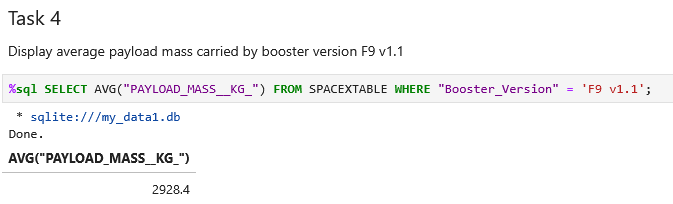 Task 4
Display average payload mass carried by booster version F9 v1.1
%sql SELECT AVG("PAYLOAD_MASS__KG_") FROM SPACEXTABLE WHERE "Booster_Version" = 'F9 v1.1';
* sqlite:///my_data1.db
Done.
AVG("PAYLOAD_MASS__KG_")
2928.4